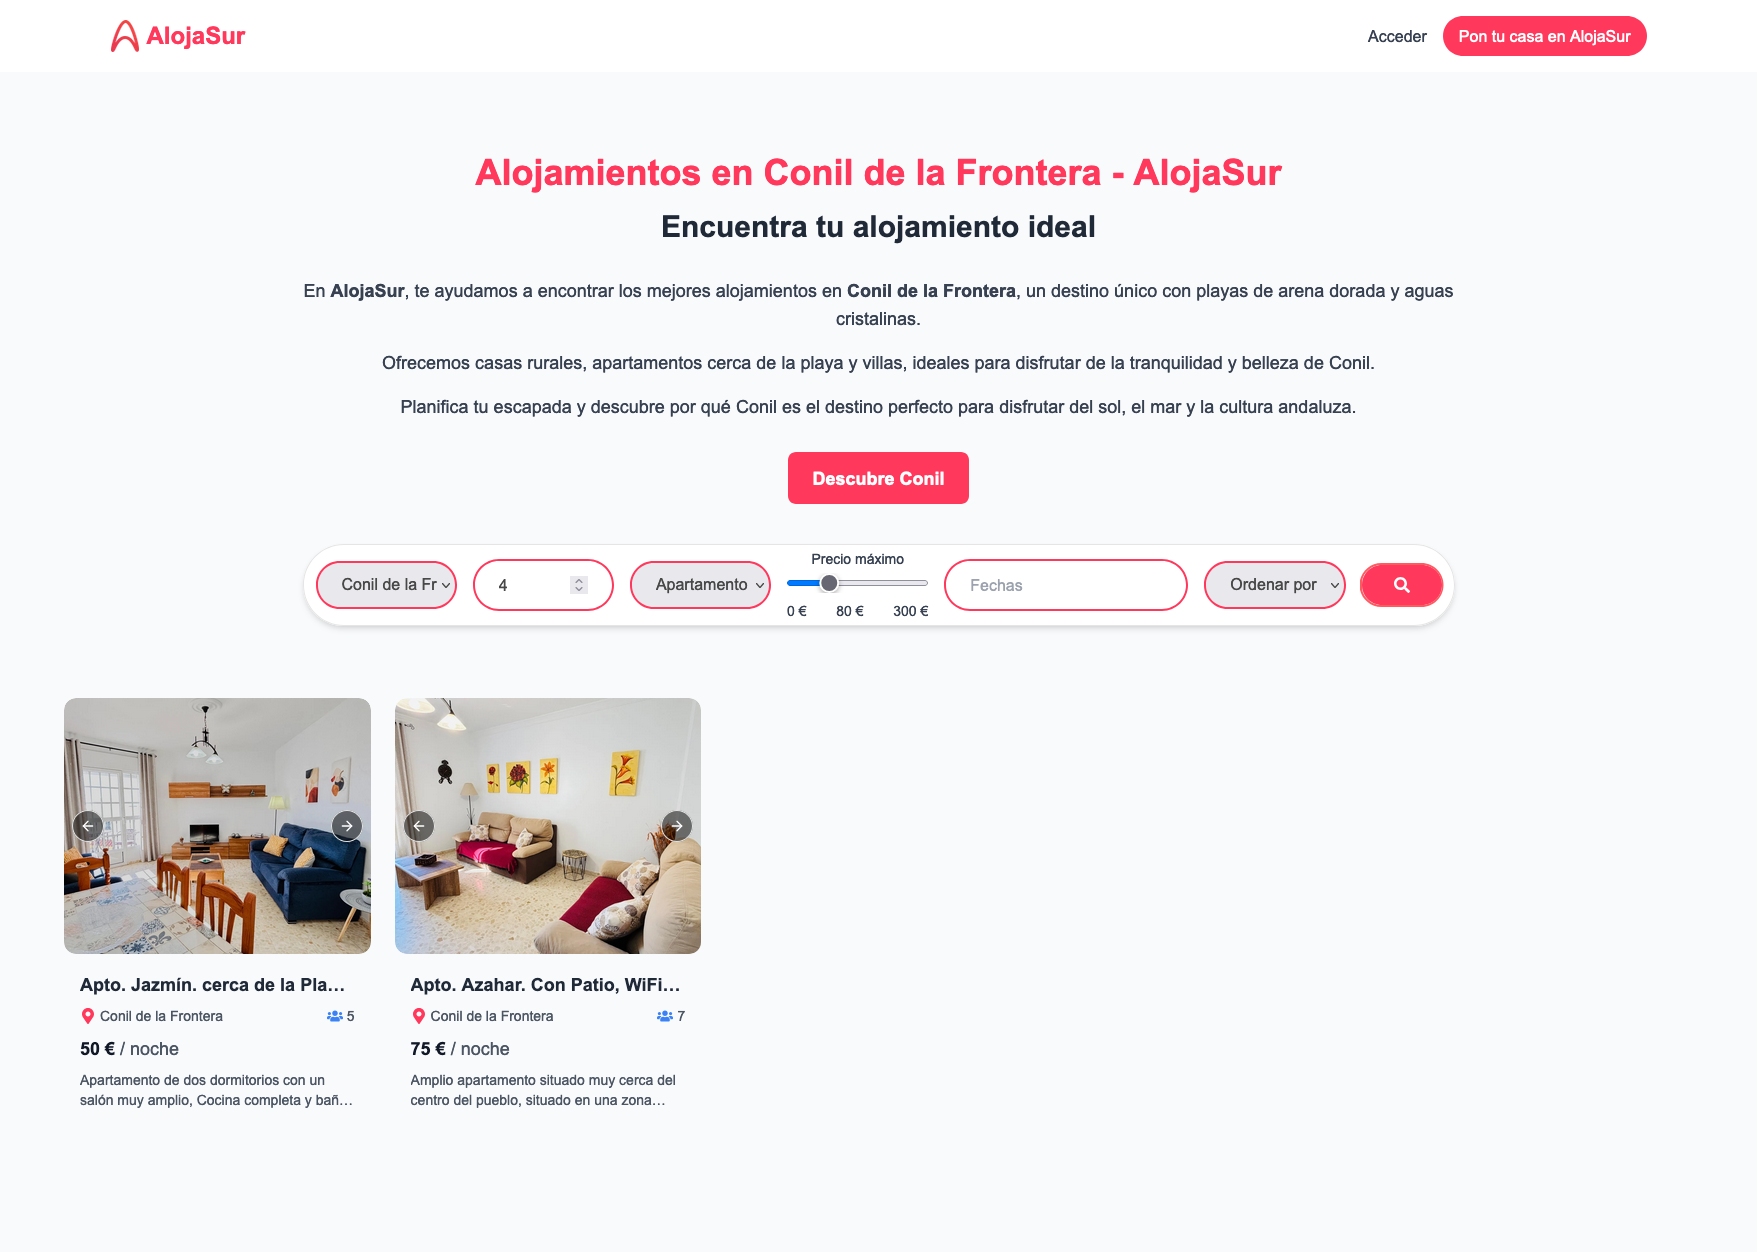 AlojaSur
Acceder
Pon tu casa en AlojaSur
Alojamientos en Conil de la Frontera - AlojaSur
Encuentra tu alojamiento ideal
En AlojaSur, te ayudamos a encontrar los mejores alojamientos en Conil de la Frontera, un destino único con playas de arena dorada y aguas
cristalinas.
Ofrecemos casas rurales, apartamentos cerca de la playa y villas, ideales para disfrutar de la tranquilidad y belleza de Conil.
Planifica tu escapada y descubre por qué Conil es el destino perfecto para disfrutar del sol, el mar y la cultura andaluza.
Descubre Conil
Conil de la Fr
4
Apartamento
Precio máximo
0 €
80 €
300 €
Fechas
Ordenar por
Apto. Jazmín. cerca de la Pla...
Conil de la Frontera
5
50 € / noche
Apartamento de dos dormitorios con un
salón muy amplio, Cocina completa y bañ...
Apto. Azahar. Con Patio, WiFi...
Conil de la Frontera
7
75 € / noche
Amplio apartamento situado muy cerca del
centro del pueblo, situado en una zona...